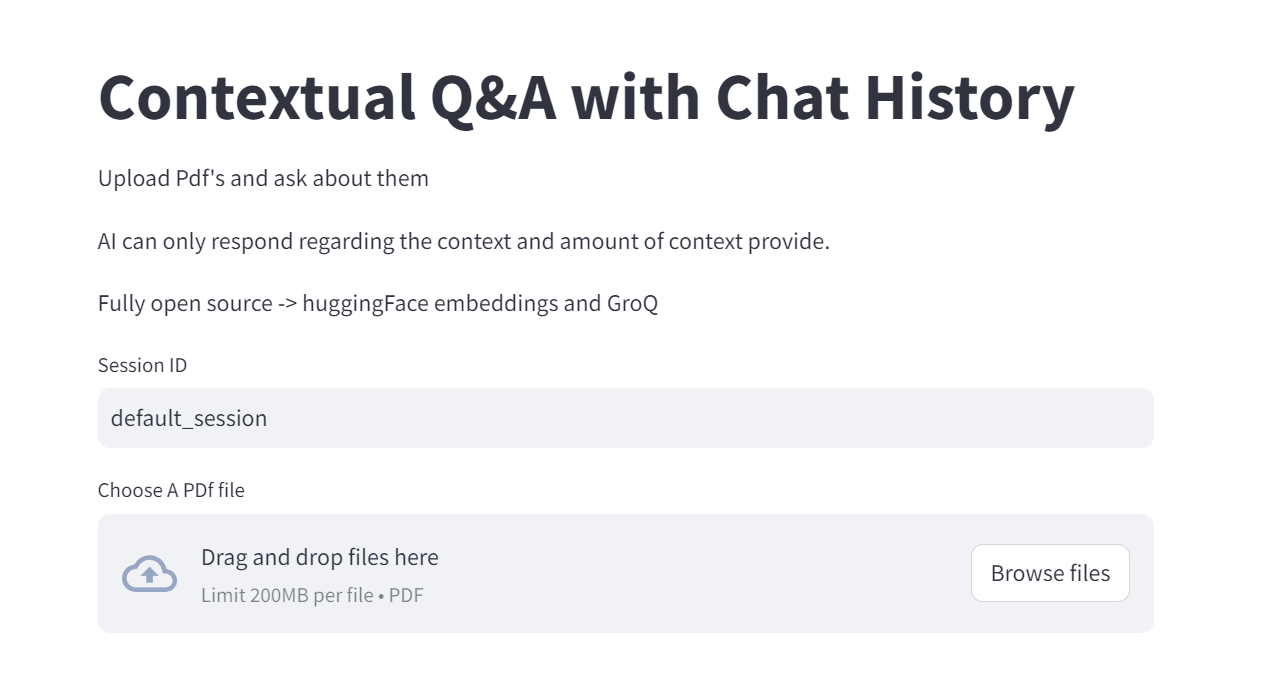 Contextual Q&A with Chat History
Upload Pdf's and ask about them
AI can only respond regarding the context and amount of context provide.
Fully open source -> huggingFace embeddings and GroQ
Session ID
default_session
Choose A PDf file
Drag and drop files here
Limit 200MB per file • PDF
Browse files